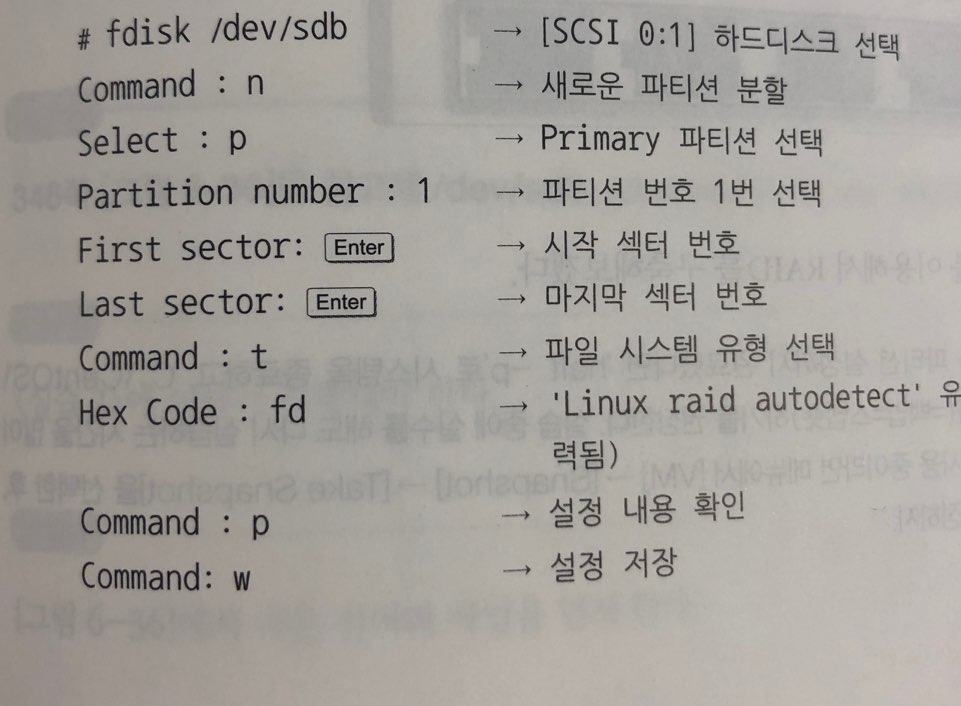 # fdisk /dev/sdb → [SCSI 0:1] 하드디스크 선택
Command : n → 새로운 파티션 분할
Select : p → Primary 파티션 선택
Partition number : 1 → 파티션 번호 1번 선택
First sector: Enter → 시작 섹터 번호
Last sector: Enter → 마지막 섹터 번호
Command : t → 파일 시스템 유형 선택
Hex Code : fd → 'Linux raid autodetect' 유
력됨)
Command : p → 설정 내용 확인
Command: w → 설정 저장